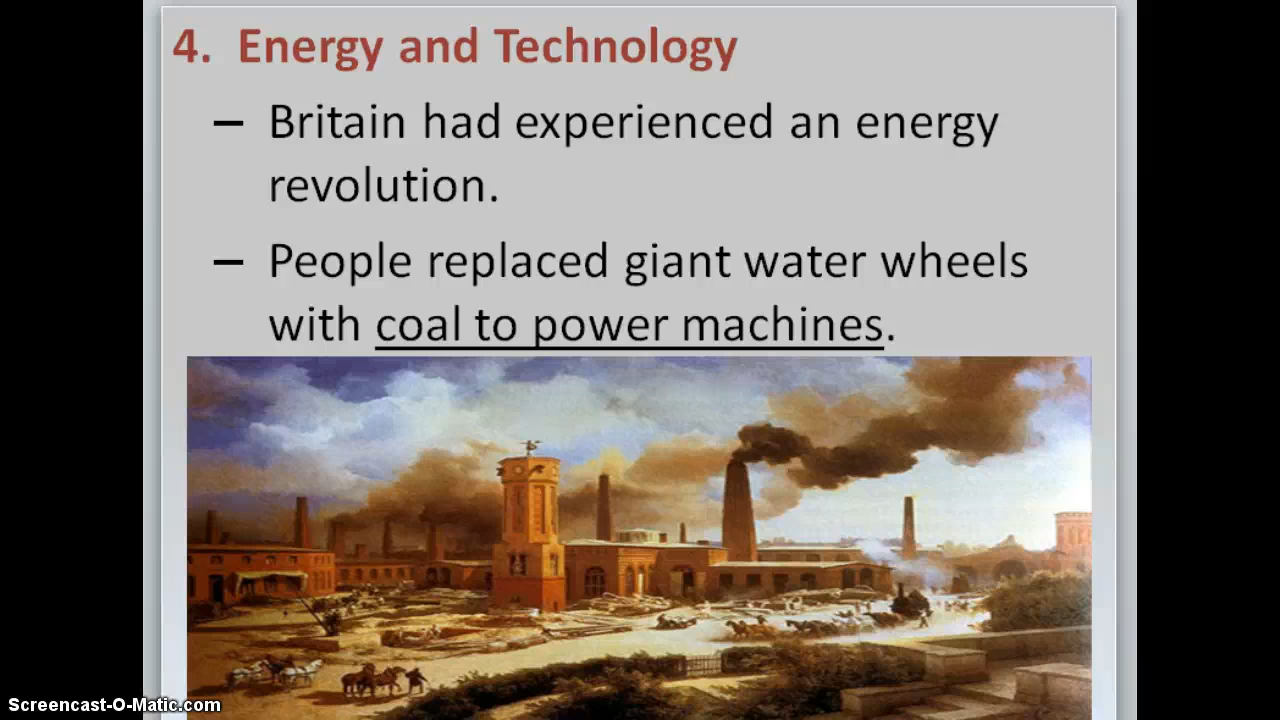 4. Energy and Technology
– Britain had experienced an energy
revolution.
– People replaced giant water wheels
with coal to power machines.
Screencast-O-Matic.com